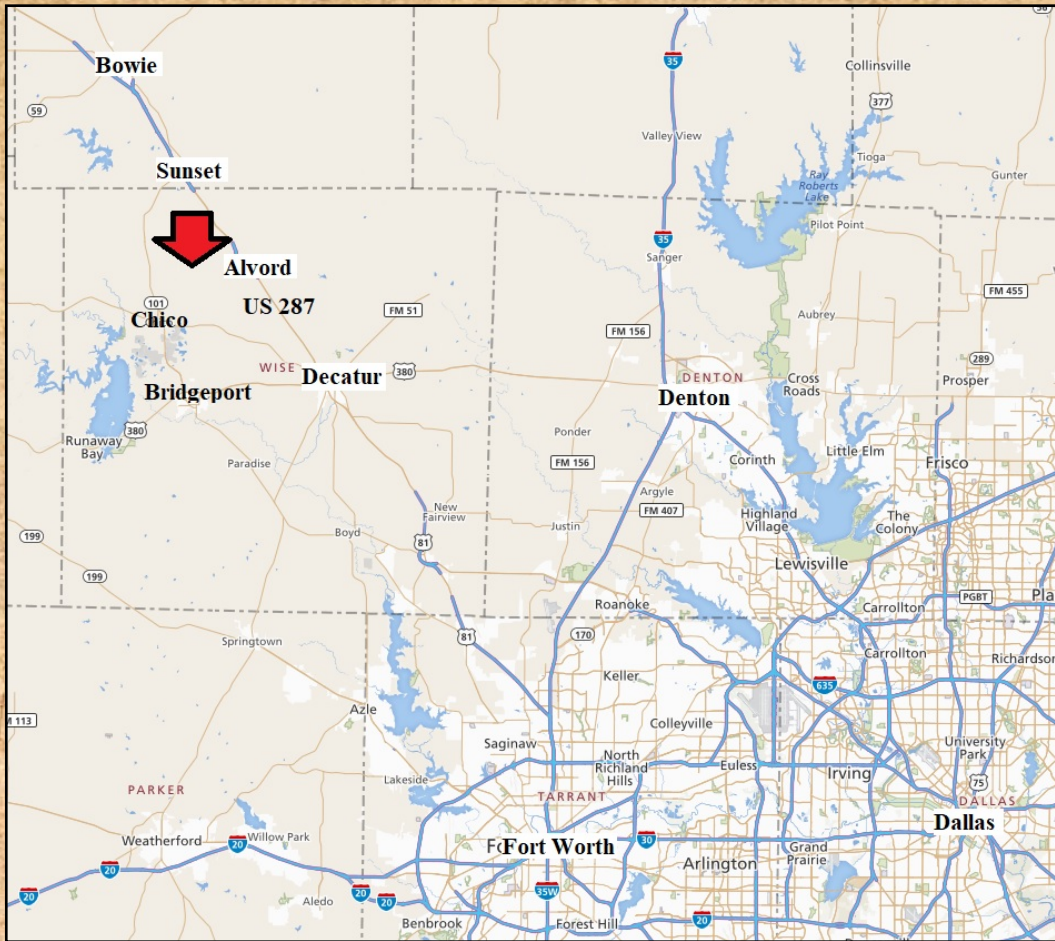 Bowie
35
Collinsville
377
59
Valley View
Tioga
Sunset
Ray
Roberts
Lake
Gunter
Pilot Point
35
Sanger
Alvord
FM 455
US 287
101
FM 51
Chico
FM 156
Aubrey
289
WISE
Decatur
380
DENTON
Cross
Roads
Prosper
Bridgeport
Denton
Runaway
Bay
380
Ponder
Little Elm
Paradise
FM 156
Corinth
Frisco
Argyle
New
Fairview
FM 407
Highland
Village
The
Colony
199
Boyd
81
Justin
Lewisville
199
Roanoke
Carrollton
PGBT
Pla
Springtown
81
170
Carrollton
Richardson
Keller
635
M 113
Azle
Colleyville
Saginaw
North
Richland
Hills
University
Park
Lakeside
Euless
Irving
75
PARKER
TARRANT
DALLAS
Dallas
Weatherford
20
Willow Park
Fo
Fort Worth
30
Grand
Prairie
Arlington
20
20
20
35W
Aledo
20
Benbrook
Forest Hill
20